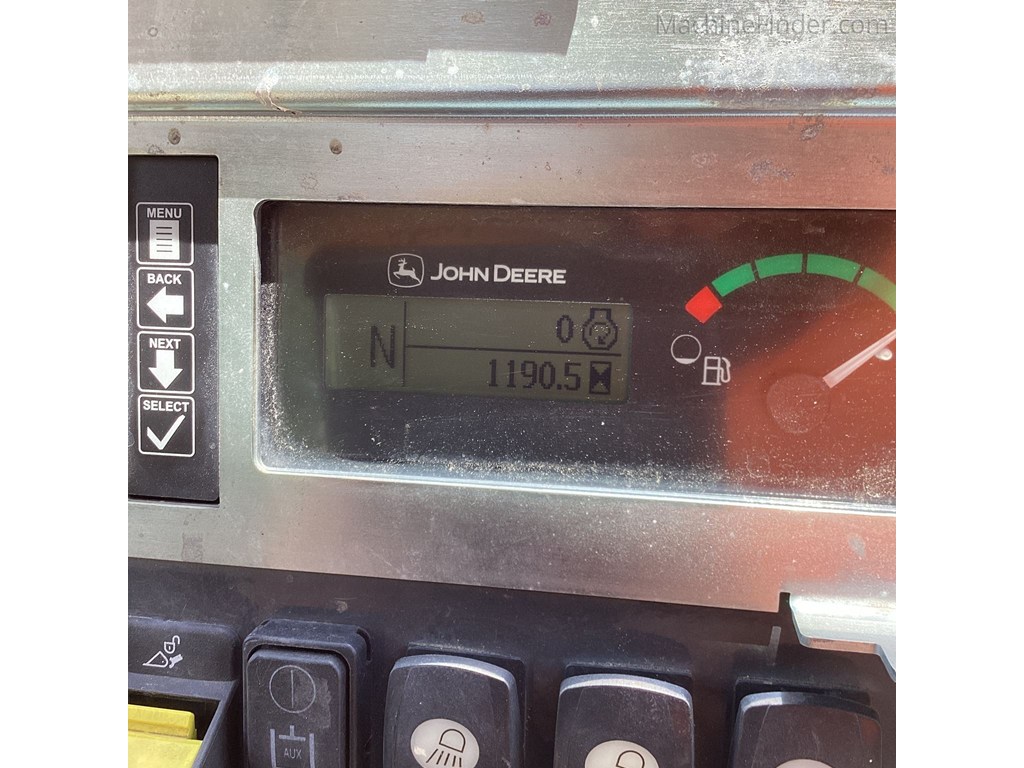 MachineFinder.com
MENU
BACK
NEXT
SELECT
JOHN DEERE
N
0
1190.5
AUX